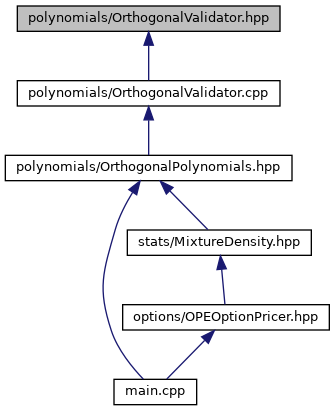 polynomials/OrthogonalValidator.hpp
polynomials/OrthogonalValidator.cpp
polynomials/OrthogonalPolynomials.hpp
stats/MixtureDensity.hpp
options/OPEOptionPricer.hpp
main.cpp